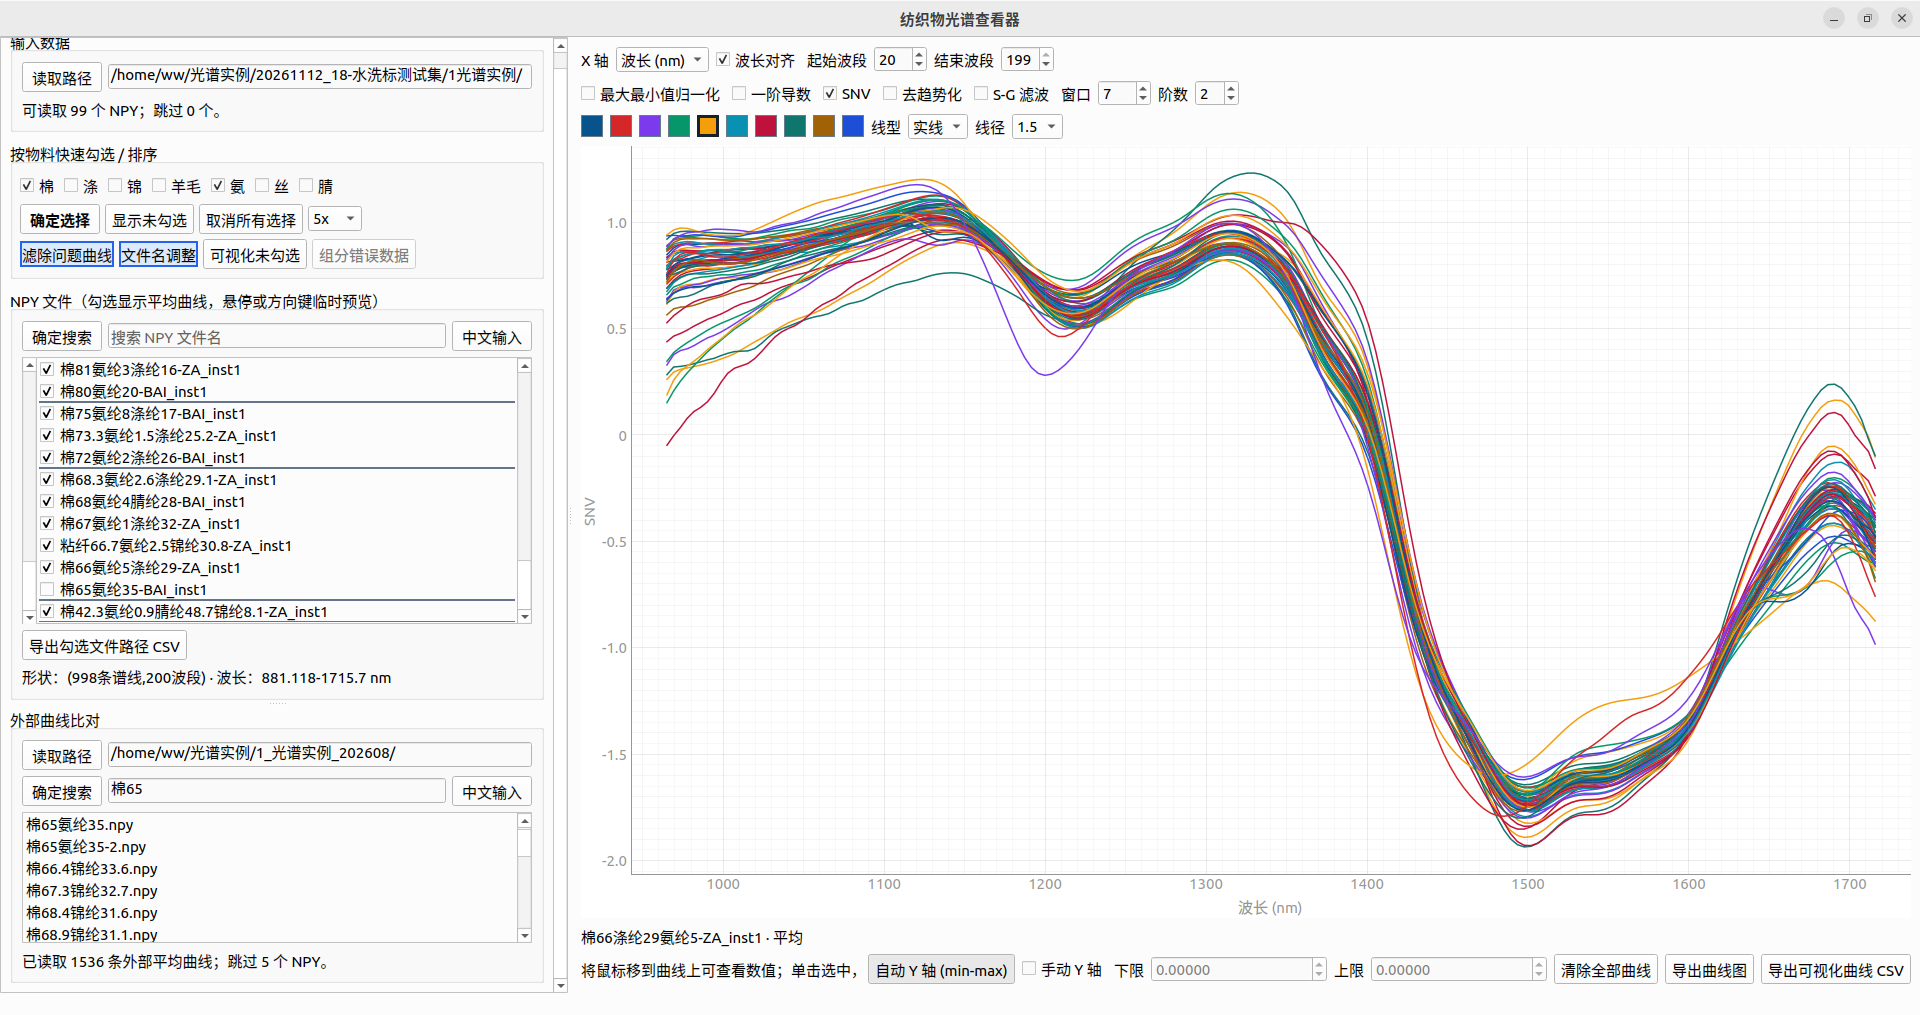 纺织物光谱查看器
输入数据
读取路径 /home/ww/光谱实例/20261112_18-水洗标测试集/1光谱实例/
可读取 99 个 NPY；跳过 0 个。
按物料快速勾选 / 排序
棉 涤 锦 羊毛 氨 丝 腈
确定选择 显示未勾选 取消所有选择 5x
滤除问题曲线 文件名调整 可视化未勾选 组分错误数据
NPY 文件（勾选显示平均曲线，悬停或方向键临时预览）
确定搜索 搜索 NPY 文件名 中文输入
棉81氨纶3涤纶16-ZA_inst1
棉80氨纶20-BAI_inst1
棉75氨纶8涤纶17-BAI_inst1
棉73.3氨纶1.5涤纶25.2-ZA_inst1
棉72氨纶2涤纶26-BAI_inst1
棉68.3氨纶2.6涤纶29.1-ZA_inst1
棉68氨纶4腈纶28-BAI_inst1
棉67氨纶1涤纶32-ZA_inst1
粘纤66.7氨纶2.5锦纶30.8-ZA_inst1
棉66氨纶5涤纶29-ZA_inst1
棉65氨纶35-BAI_inst1
棉42.3氨纶0.9腈纶48.7锦纶8.1-ZA_inst1
导出勾选文件路径 CSV
形状：(998条谱线,200波段) · 波长：881.118-1715.7 nm
外部曲线比对
读取路径 /home/ww/光谱实例/1_光谱实例_202608/
确定搜索 棉65 中文输入
棉65氨纶35.npy
棉65氨纶35-2.npy
棉66.4锦纶33.6.npy
棉67.3锦纶32.7.npy
棉68.4锦纶31.6.npy
棉68.9锦纶31.1.npy
已读取 1536 条外部平均曲线；跳过 5 个 NPY。
X 轴 波长 (nm) 波长对齐 起始波段 20 结束波段 199
最大最小值归一化 一阶导数 SNV 去趋势化 S-G 滤波 窗口 7 阶数 2
线型 实线 线径 1.5
1.0
0.5
0
-0.5
-1.0
-1.5
-2.0
SNV
1000 1100 1200 1300 1400 1500 1600 1700
波长 (nm)
棉66涤纶29氨纶5-ZA_inst1 · 平均
将鼠标移到曲线上可查看数值；单击选中， 自动 Y 轴 (min-max) 手动 Y 轴 下限 0.00000 上限 0.00000 清除全部曲线 导出曲线图 导出可视化曲线 CSV